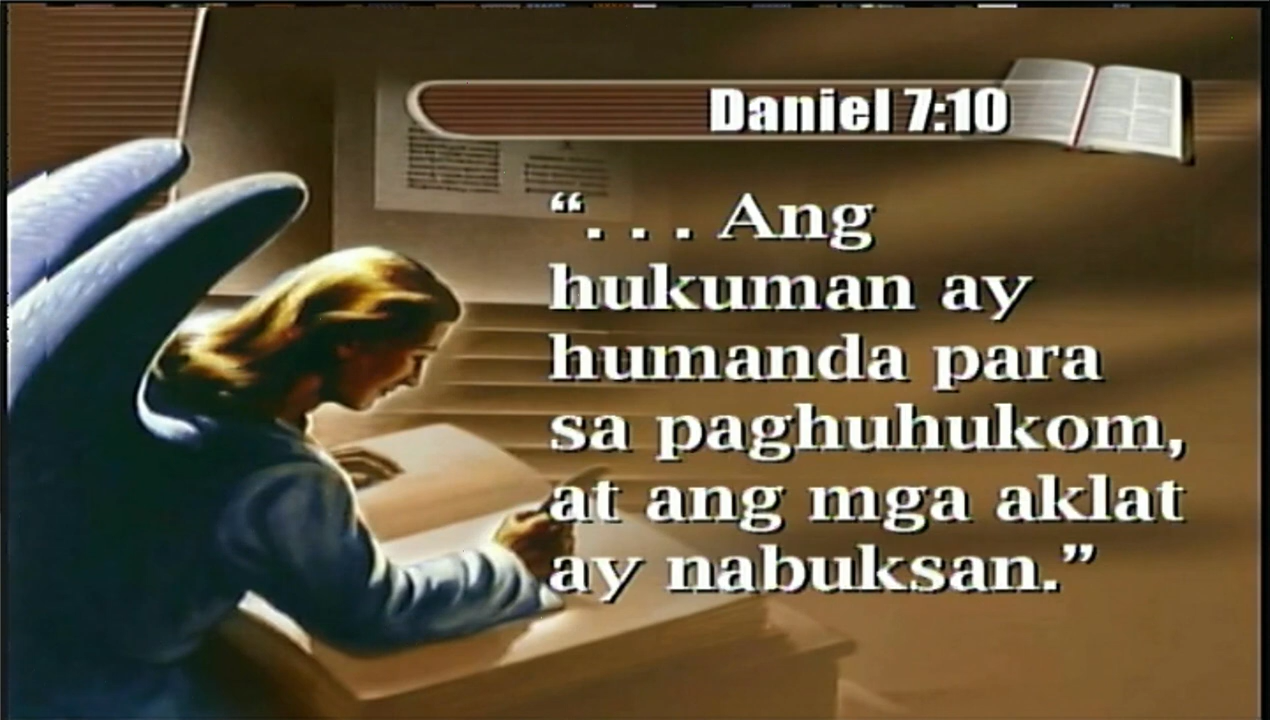 Daniel 7:10
“. . . Ang
hukuman ay
humanda para
sa paghuhukom,
at ang mga aklat
ay nabuksan.”